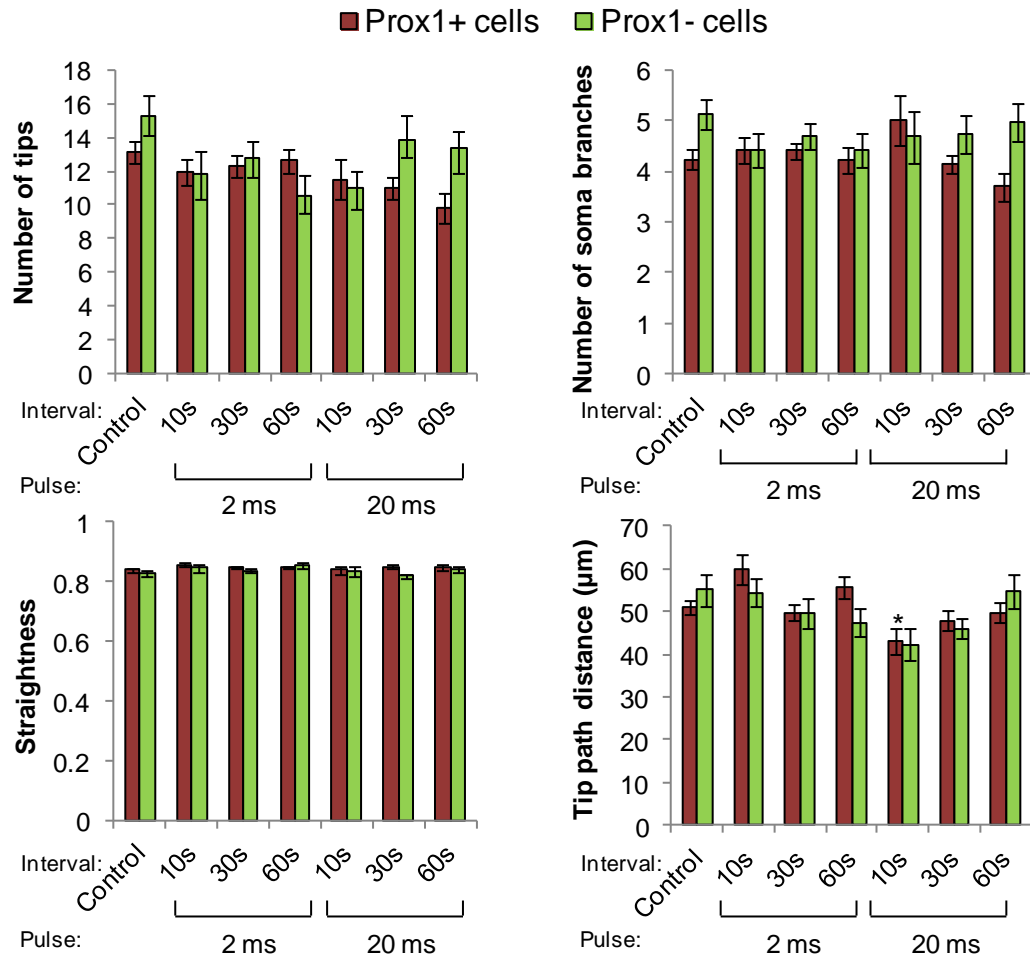 Prox1+ cells Prox1- cells
Number of tips
18
16
14
12
10
8
6
4
2
0
Interval: Control 10s 30s 60s 10s 30s 60s
Pulse: 2 ms 20 ms
Number of soma branches
6
5
4
3
2
1
0
Interval: Control 10s 30s 60s 10s 30s 60s
Pulse: 2 ms 20 ms
Straightness
1
0.8
0.6
0.4
0.2
0
Interval: Control 10s 30s 60s 10s 30s 60s
Pulse: 2 ms 20 ms
Tip path distance (µm)
70
60
50
40
30
20
10
0
*
Interval: Control 10s 30s 60s 10s 30s 60s
Pulse: 2 ms 20 ms